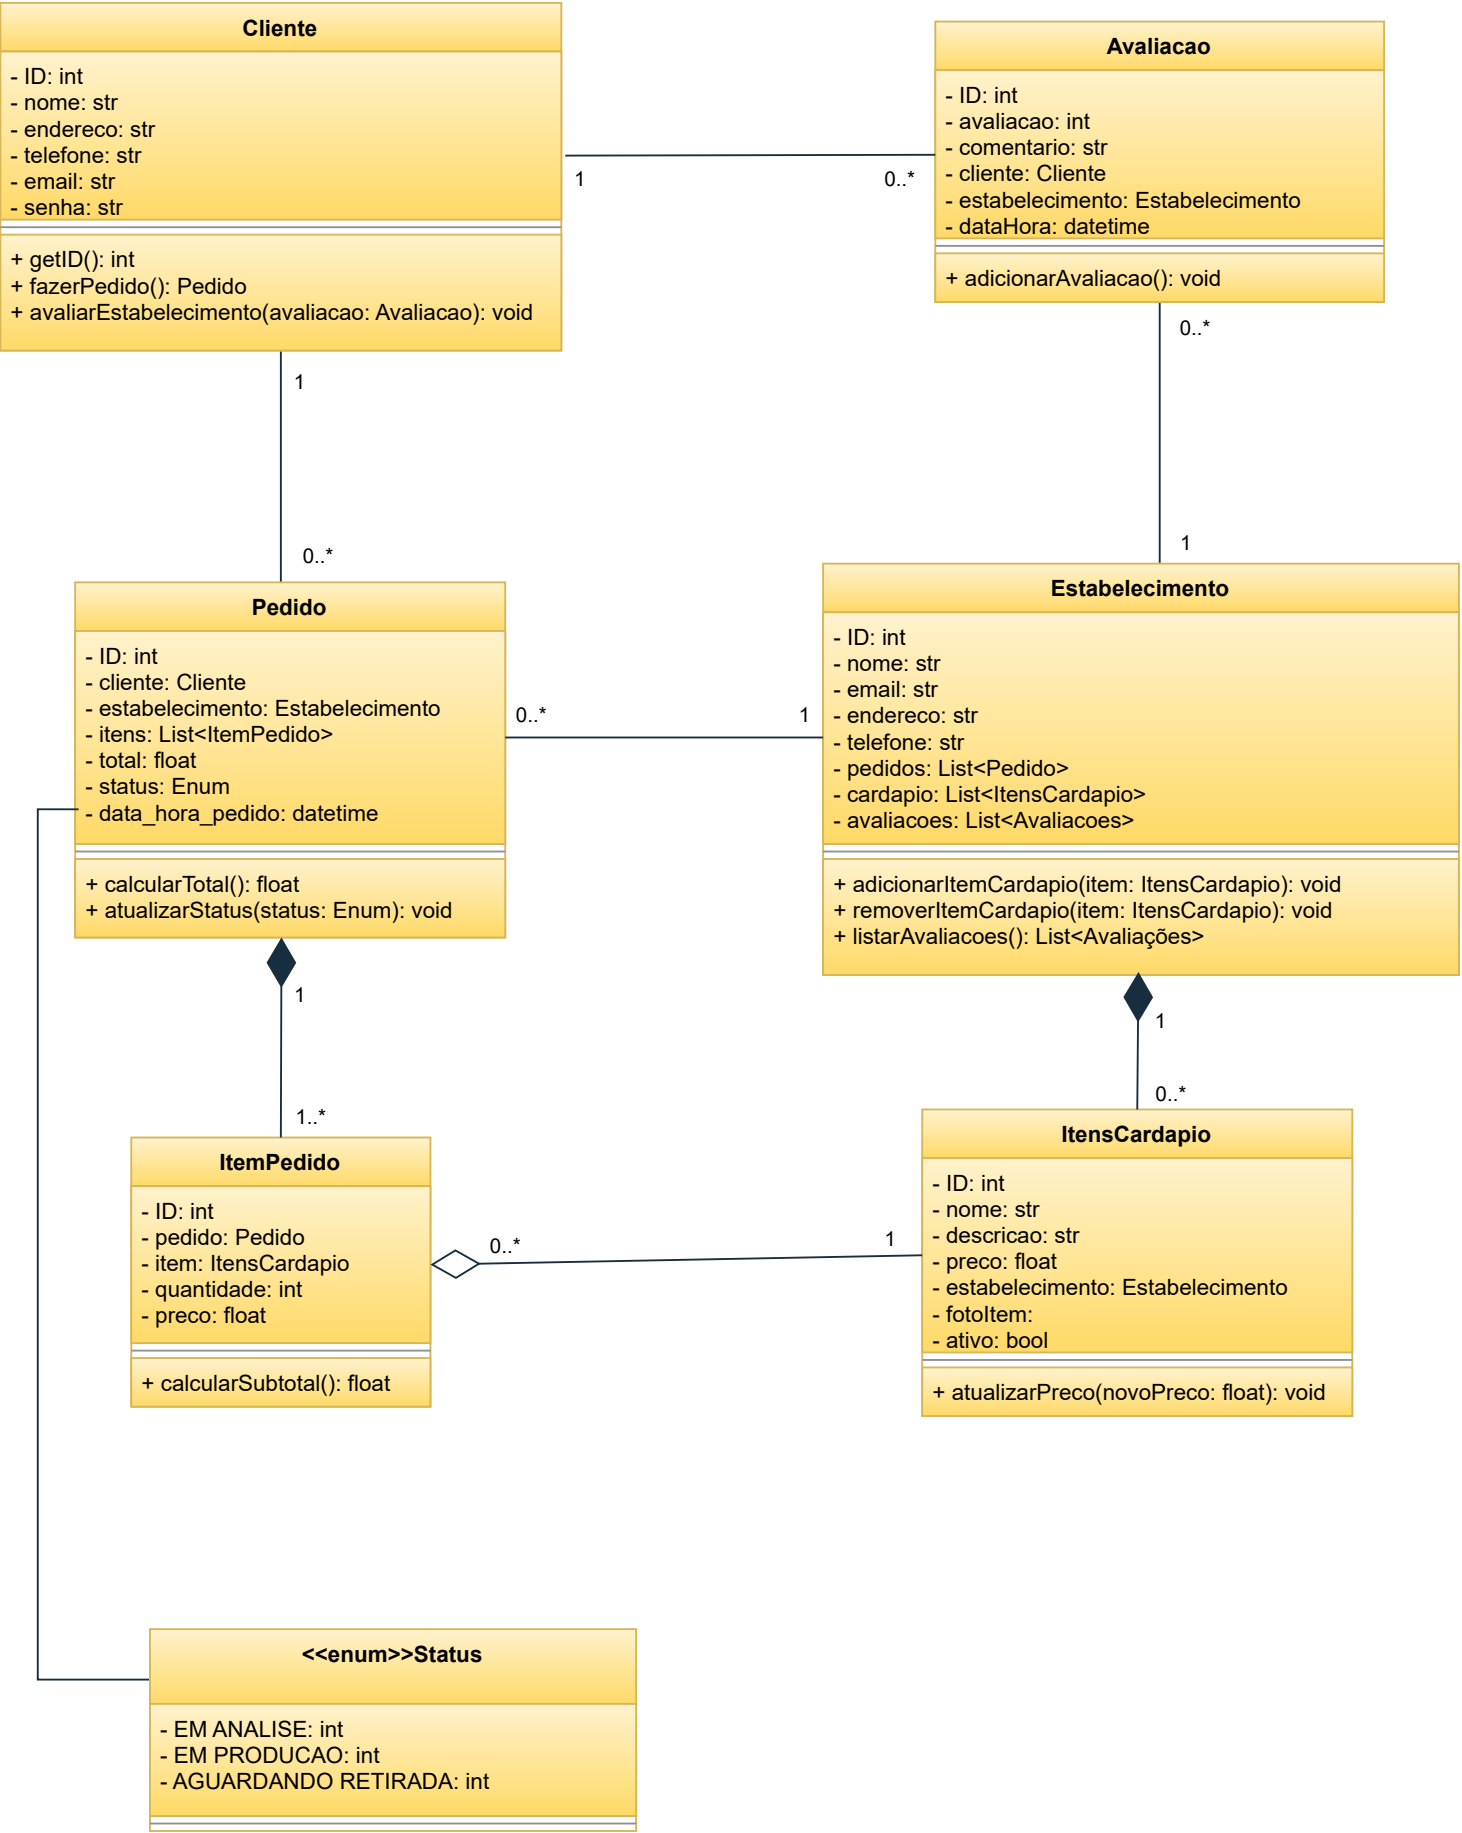 Cliente
- ID: int
- nome: str
- endereco: str
- telefone: str
- email: str
- senha: str
+ getID(): int
+ fazerPedido(): Pedido
+ avaliarEstabelecimento(avaliacao: Avaliacao): void
Avaliacao
- ID: int
- avaliacao: int
- comentario: str
- cliente: Cliente
- estabelecimento: Estabelecimento
- dataHora: datetime
+ adicionarAvaliacao(): void
1
0..*
0..*
1
1
0..*
Pedido
- ID: int
- cliente: Cliente
- estabelecimento: Estabelecimento
- itens: List<ItemPedido>
- total: float
- status: Enum
- data_hora_pedido: datetime
+ calcularTotal(): float
+ atualizarStatus(status: Enum): void
0..*
1
Estabelecimento
- ID: int
- nome: str
- email: str
- endereco: str
- telefone: str
- pedidos: List<Pedido>
- cardapio: List<ItensCardapio>
- avaliacoes: List<Avaliacoes>
+ adicionarItemCardapio(item: ItensCardapio): void
+ removerItemCardapio(item: ItensCardapio): void
+ listarAvaliacoes(): List<Avaliações>
1
1..*
1
0..*
ItemPedido
- ID: int
- pedido: Pedido
- item: ItensCardapio
- quantidade: int
- preco: float
+ calcularSubtotal(): float
0..*
1
ItensCardapio
- ID: int
- nome: str
- descricao: str
- preco: float
- estabelecimento: Estabelecimento
- fotoItem:
- ativo: bool
+ atualizarPreco(novoPreco: float): void
<<enum>>Status
- EM ANALISE: int
- EM PRODUCAO: int
- AGUARDANDO RETIRADA: int